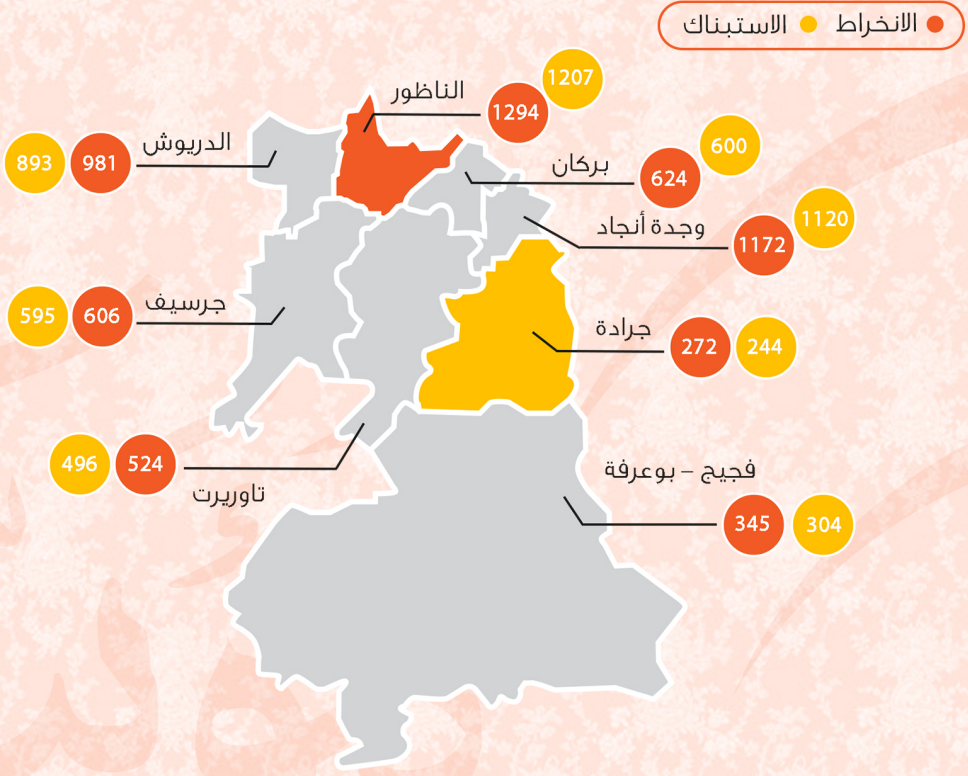 الانخراط الاستبناك
1207
الناظور
1294
الدريوش
893 981
600
بركان
624
1120
وجدة أنجاد
1172
جرسيف
595 606
جرادة
272 244
496 524
تاوريرت
فجيج – بوعرفة
345 304